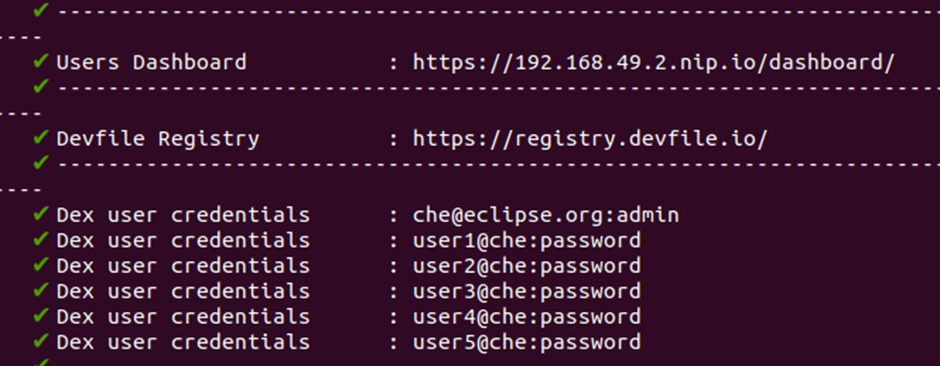 ✔ --------------------------------------------------------------------------
----
✔ Users Dashboard           : https://192.168.49.2.nip.io/dashboard/
✔ --------------------------------------------------------------------------
----
✔ Devfile Registry          : https://registry.devfile.io/
✔ --------------------------------------------------------------------------
----
✔ Dex user credentials      : che@eclipse.org:admin
✔ Dex user credentials      : user1@che:password
✔ Dex user credentials      : user2@che:password
✔ Dex user credentials      : user3@che:password
✔ Dex user credentials      : user4@che:password
✔ Dex user credentials      : user5@che:password